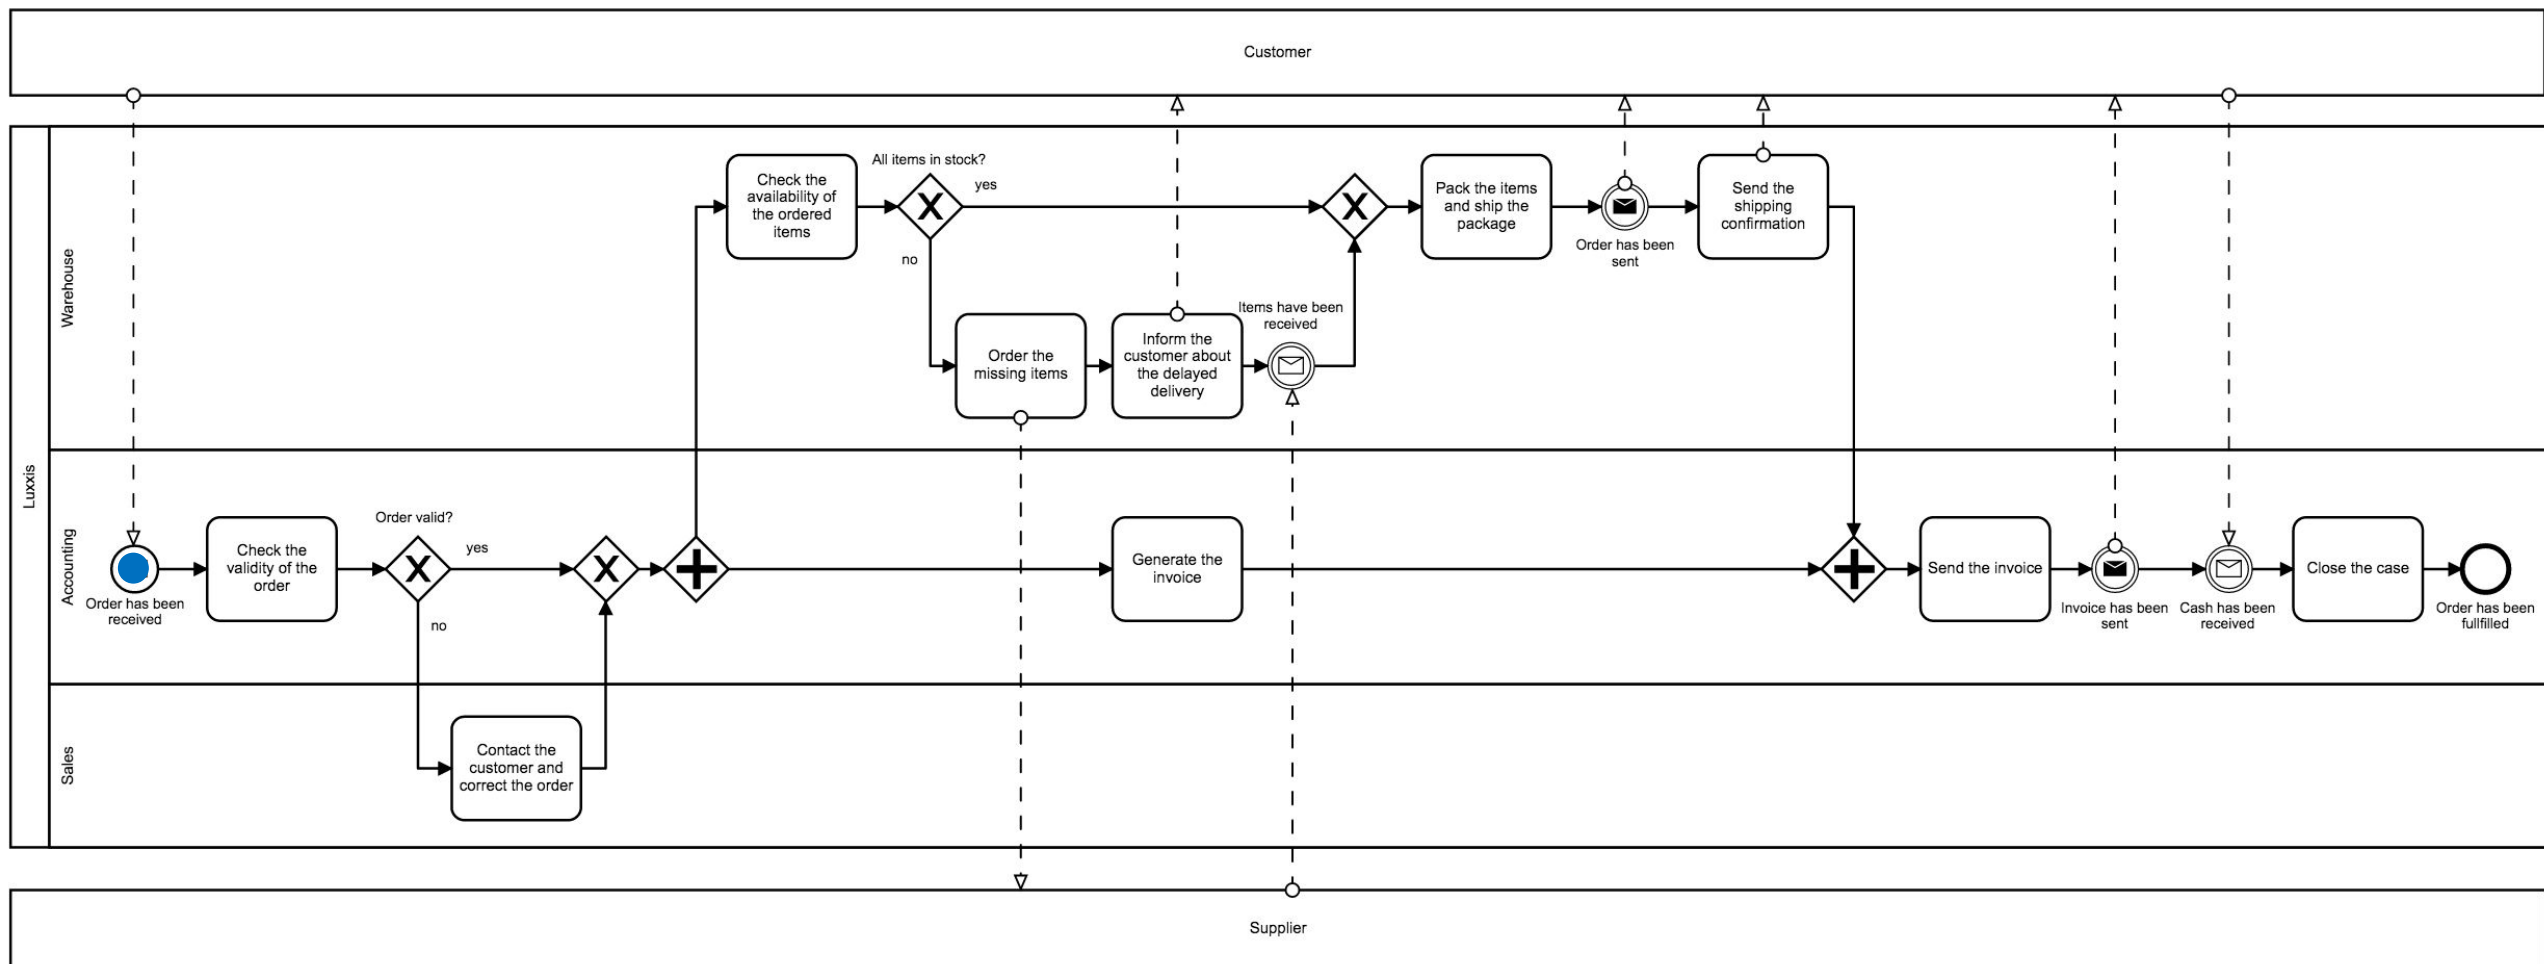 Customer
Luxxis
Warehouse
Check the
availability of
the ordered
items
All items in stock?
yes
no
Order the
missing items
Inform the
customer about
the delayed
delivery
Items have been
received
X
X
Pack the items
and ship the
package
Order has been
sent
Send the
shipping
confirmation
Accounting
Order has been
received
Check the
validity of the
order
Order valid?
X
yes
no
X
Generate the
invoice
Send the invoice
Invoice has been
sent
Cash has been
received
Close the case
Order has been
fullfilled
Sales
Contact the
customer and
correct the order
Supplier